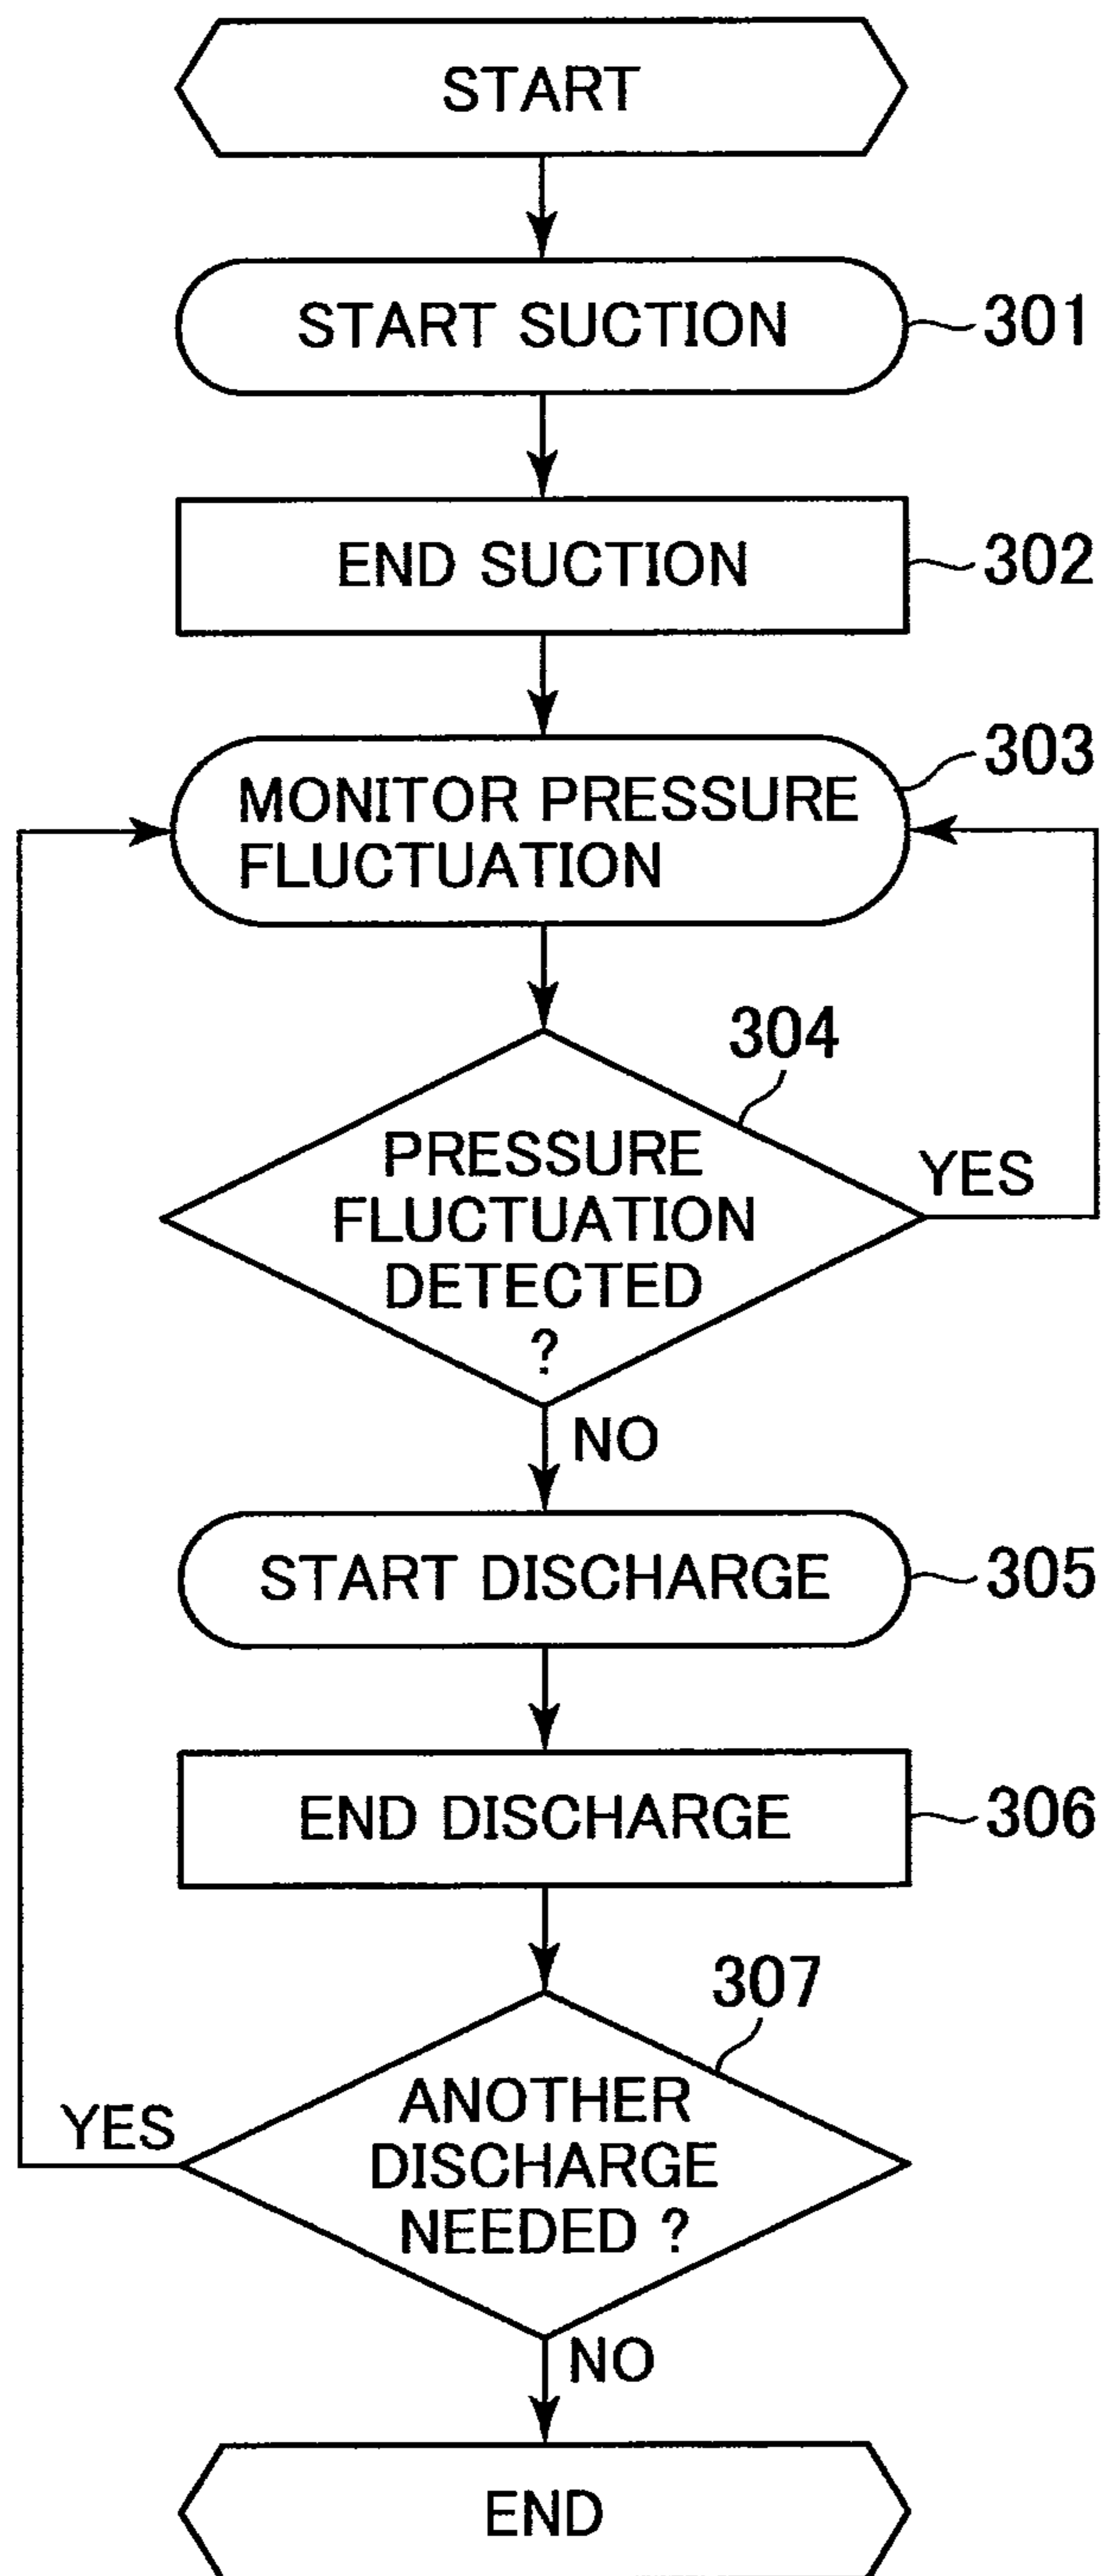 START
START SUCTION
301
END SUCTION
302
303
MONITOR PRESSURE
FLUCTUATION
304
PRESSURE
FLUCTUATION
DETECTED
?
YES
NO
START DISCHARGE
305
END DISCHARGE
306
307
ANOTHER
DISCHARGE
NEEDED ?
YES
NO
END